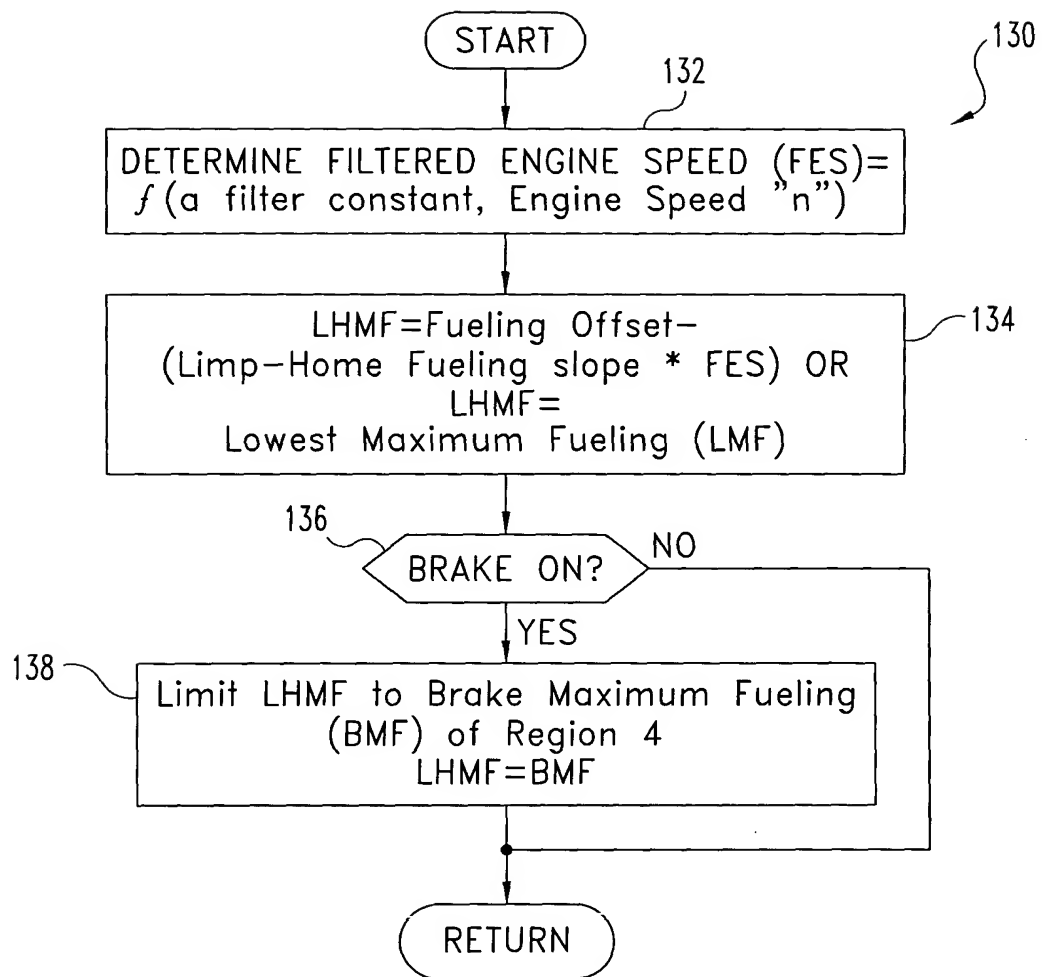 START
130
132
DETERMINE FILTERED ENGINE SPEED (FES)=
f (a filter constant, Engine Speed "n")
134
LHMF=Fueling Offset-
(Limp-Home Fueling slope * FES) OR
LHMF=
Lowest Maximum Fueling (LMF)
136
BRAKE ON?
NO
YES
138
Limit LHMF to Brake Maximum Fueling
(BMF) of Region 4
LHMF=BMF
RETURN